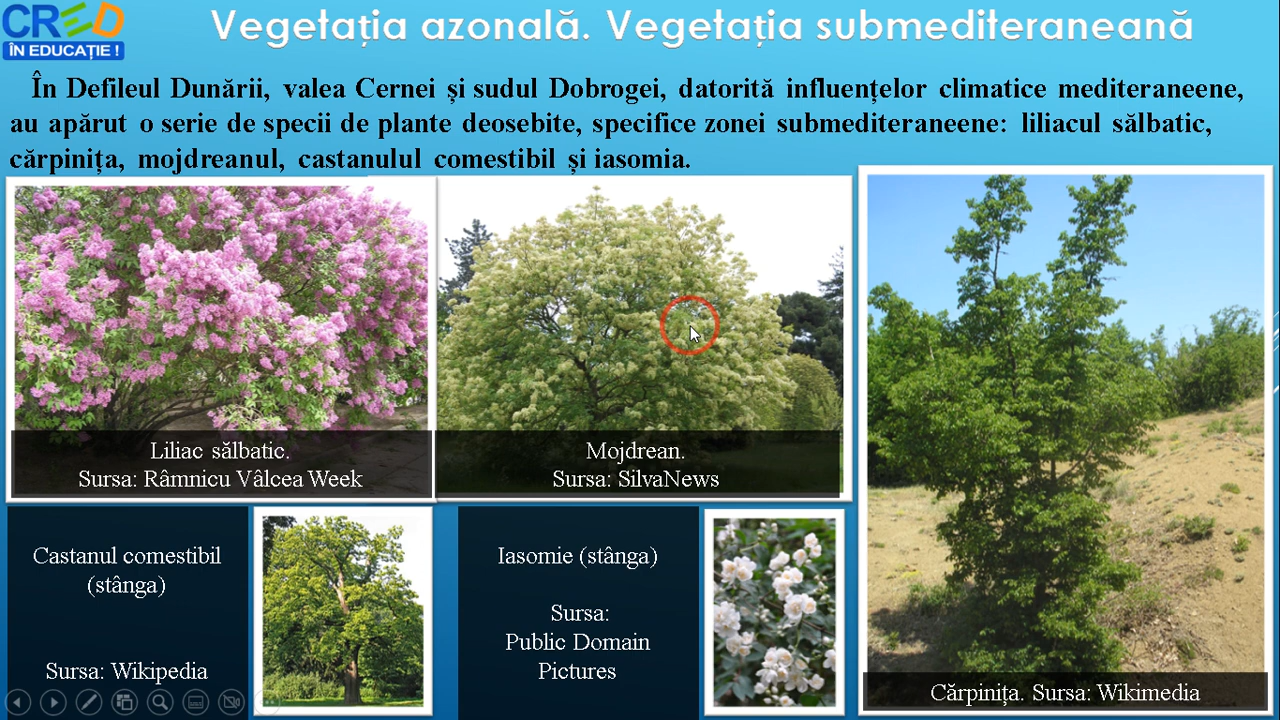 CRED
ÎN EDUCAȚIE !
Vegetația azonală. Vegetația submediteraneană
În Defileul Dunării, valea Cernei și sudul Dobrogei, datorită influențelor climatice mediteraneene,
au apărut o serie de specii de plante deosebite, specifice zonei submediteraneene: liliacul sălbatic,
cărpinița, mojdreanul, castanulul comestibil și iasomia.
Liliac sălbatic.
Sursa: Râmnicu Vâlcea Week
Mojdrean.
Sursa: SilvaNews
Castanul comestibil
(stânga)
Sursa: Wikipedia
Iasomie (stânga)
Sursa:
Public Domain
Pictures
Cărpinița. Sursa: Wikimedia